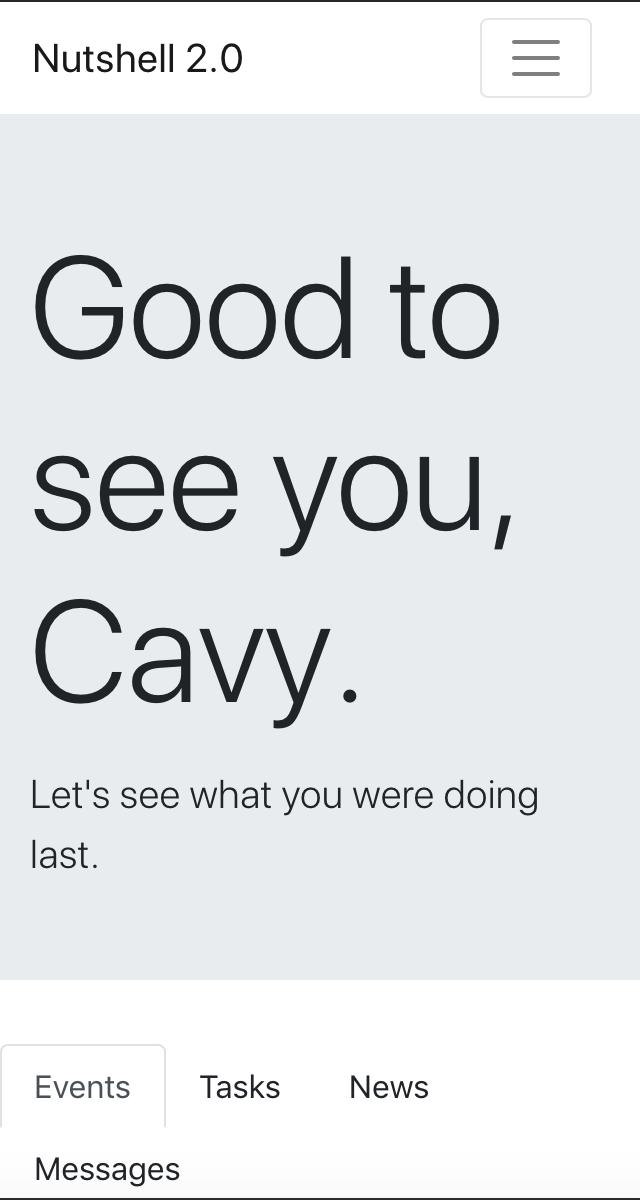 Nutshell 2.0
Good to
see you,
Cavy.
Let's see what you were doing
last.
Events Tasks News
Messages